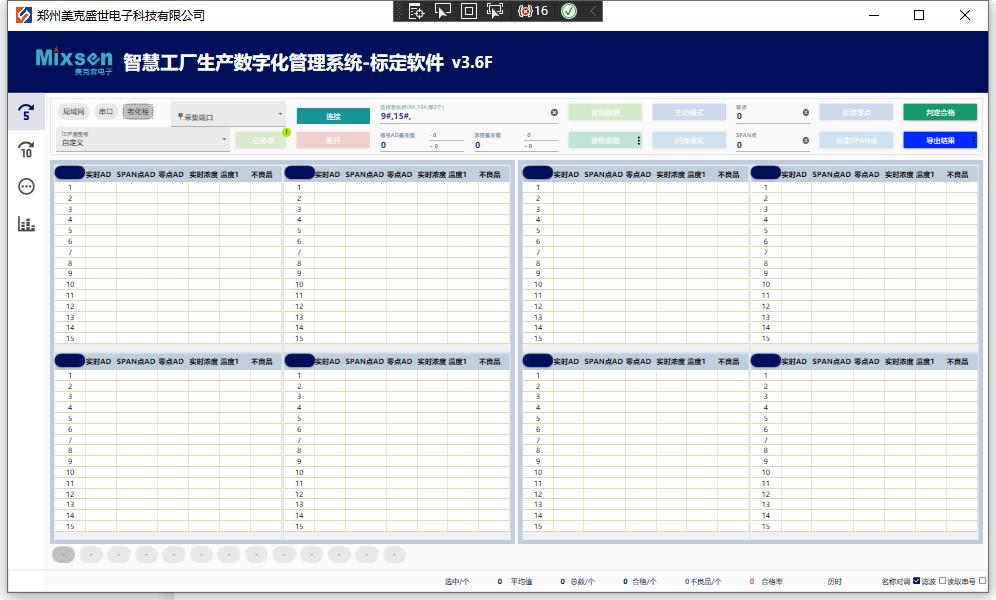 郑州美克盛世电子科技有限公司
16
Mixsen 美克盛电子
智慧工厂生产数字化管理系统-标定软件 v3.6F
局域网 串口 老化柜 采集端口 连接 选择老化柜(9#,15#,等2个) 9#,15#, 读取数据 主动模式 零点 0 标定零点 判定合格
产品型号 自定义 任务单 1 断开 信号AD基准值 0 - 0 + 0 浓度基准值 0 - 0 + 0 读取参数 问询模式 SPAN点 0 标定SPAN点 导出结果
5
10
实时AD SPAN点AD 零点AD 实时浓度 温度1 不良品 实时AD SPAN点AD 零点AD 实时浓度 温度1 不良品 实时AD SPAN点AD 零点AD 实时浓度 温度1 不良品 实时AD SPAN点AD 零点AD 实时浓度 温度1 不良品
1 1 1 1
2 2 2 2
3 3 3 3
4 4 4 4
5 5 5 5
6 6 6 6
7 7 7 7
8 8 8 8
9 9 9 9
10 10 10 10
11 11 11 11
12 12 12 12
13 13 13 13
14 14 14 14
15 15 15 15
实时AD SPAN点AD 零点AD 实时浓度 温度1 不良品 实时AD SPAN点AD 零点AD 实时浓度 温度1 不良品 实时AD SPAN点AD 零点AD 实时浓度 温度1 不良品 实时AD SPAN点AD 零点AD 实时浓度 温度1 不良品
1 1 1 1
2 2 2 2
3 3 3 3
4 4 4 4
5 5 5 5
6 6 6 6
7 7 7 7
8 8 8 8
9 9 9 9
10 10 10 10
11 11 11 11
12 12 12 12
13 13 13 13
14 14 14 14
15 15 15 15
- - - - - - - - - - - - -
选中/个 0 平均值 0 总数/个 0 合格/个 0 不良品/个 0 合格率 历时 名称对调 滤波 读取串号